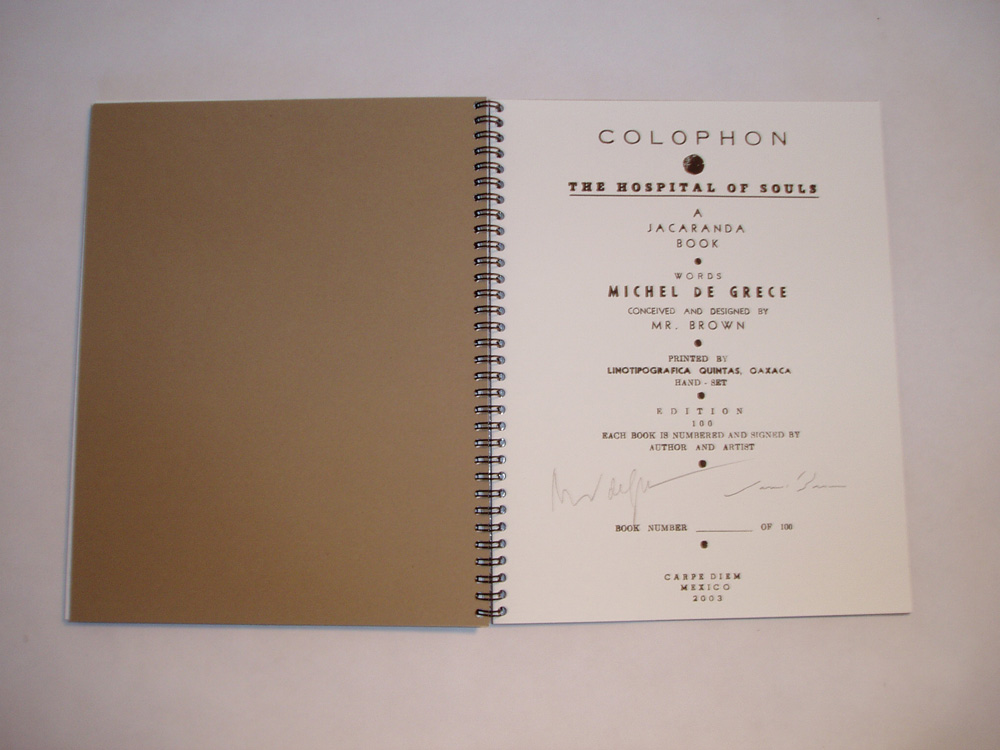 COLOPHON
THE HOSPITAL OF SOULS
A
JACARANDA
BOOK
WORDS
MICHEL DE GRECE
CONCEIVED AND DESIGNED BY
MR. BROWN
PRINTED BY
LINOTIPOGRAFICA QUINTAS, OAXACA
HAND - SET
EDITION
100
EACH BOOK IS NUMBERED AND SIGNED BY
AUTHOR AND ARTIST
BOOK NUMBER ________ OF 100
CARPE DIEM
MEXICO
2003